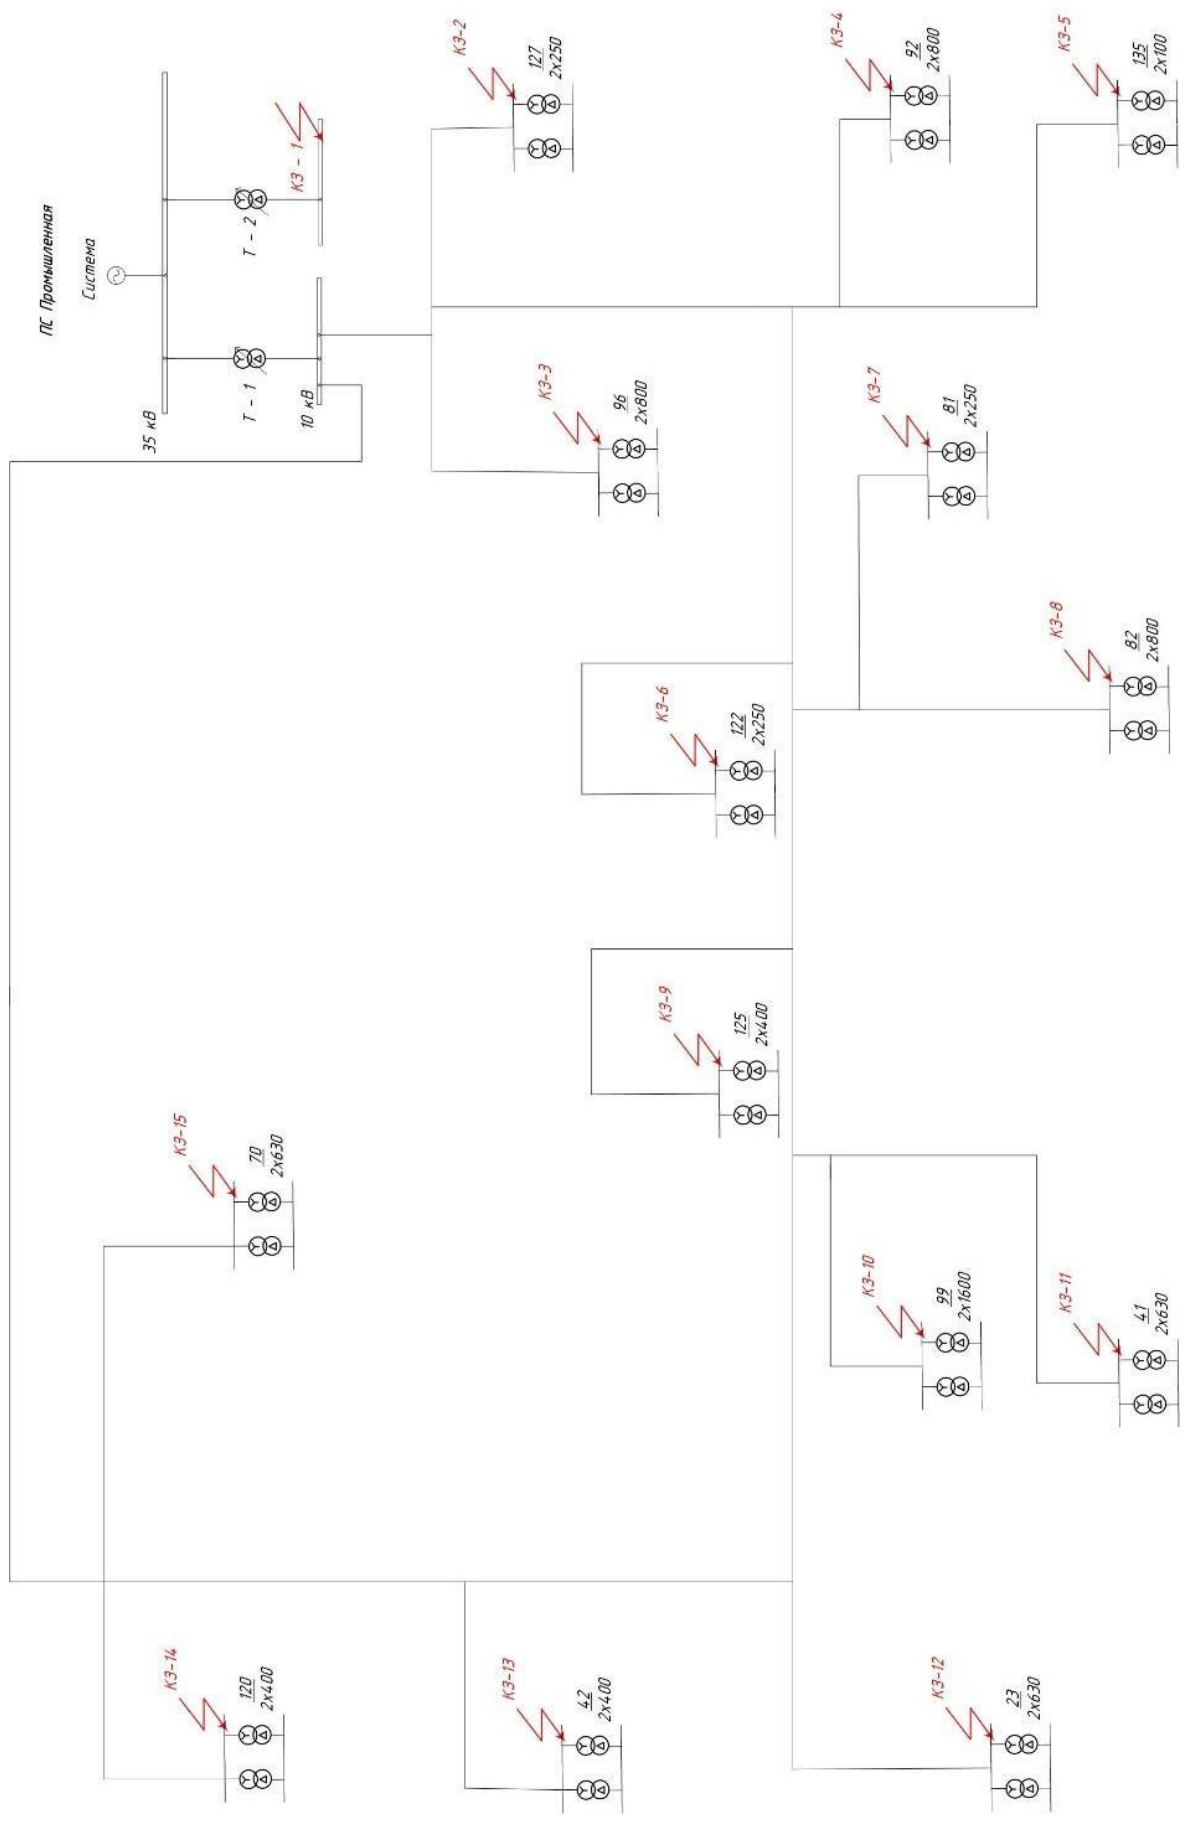 ПС Промышленная
Система
35 кВ
Т - 1
Т - 2
10 кВ
КЗ - 1
КЗ-2
127
2х250
КЗ-3
96
2х800
КЗ-4
92
2х800
КЗ-5
135
2х100
КЗ-6
122
2х250
КЗ-7
81
2х250
КЗ-8
82
2х800
КЗ-9
125
2х400
КЗ-10
99
2х1600
КЗ-11
41
2х630
КЗ-12
23
2х630
КЗ-13
42
2х400
КЗ-14
120
2х400
КЗ-15
70
2х630